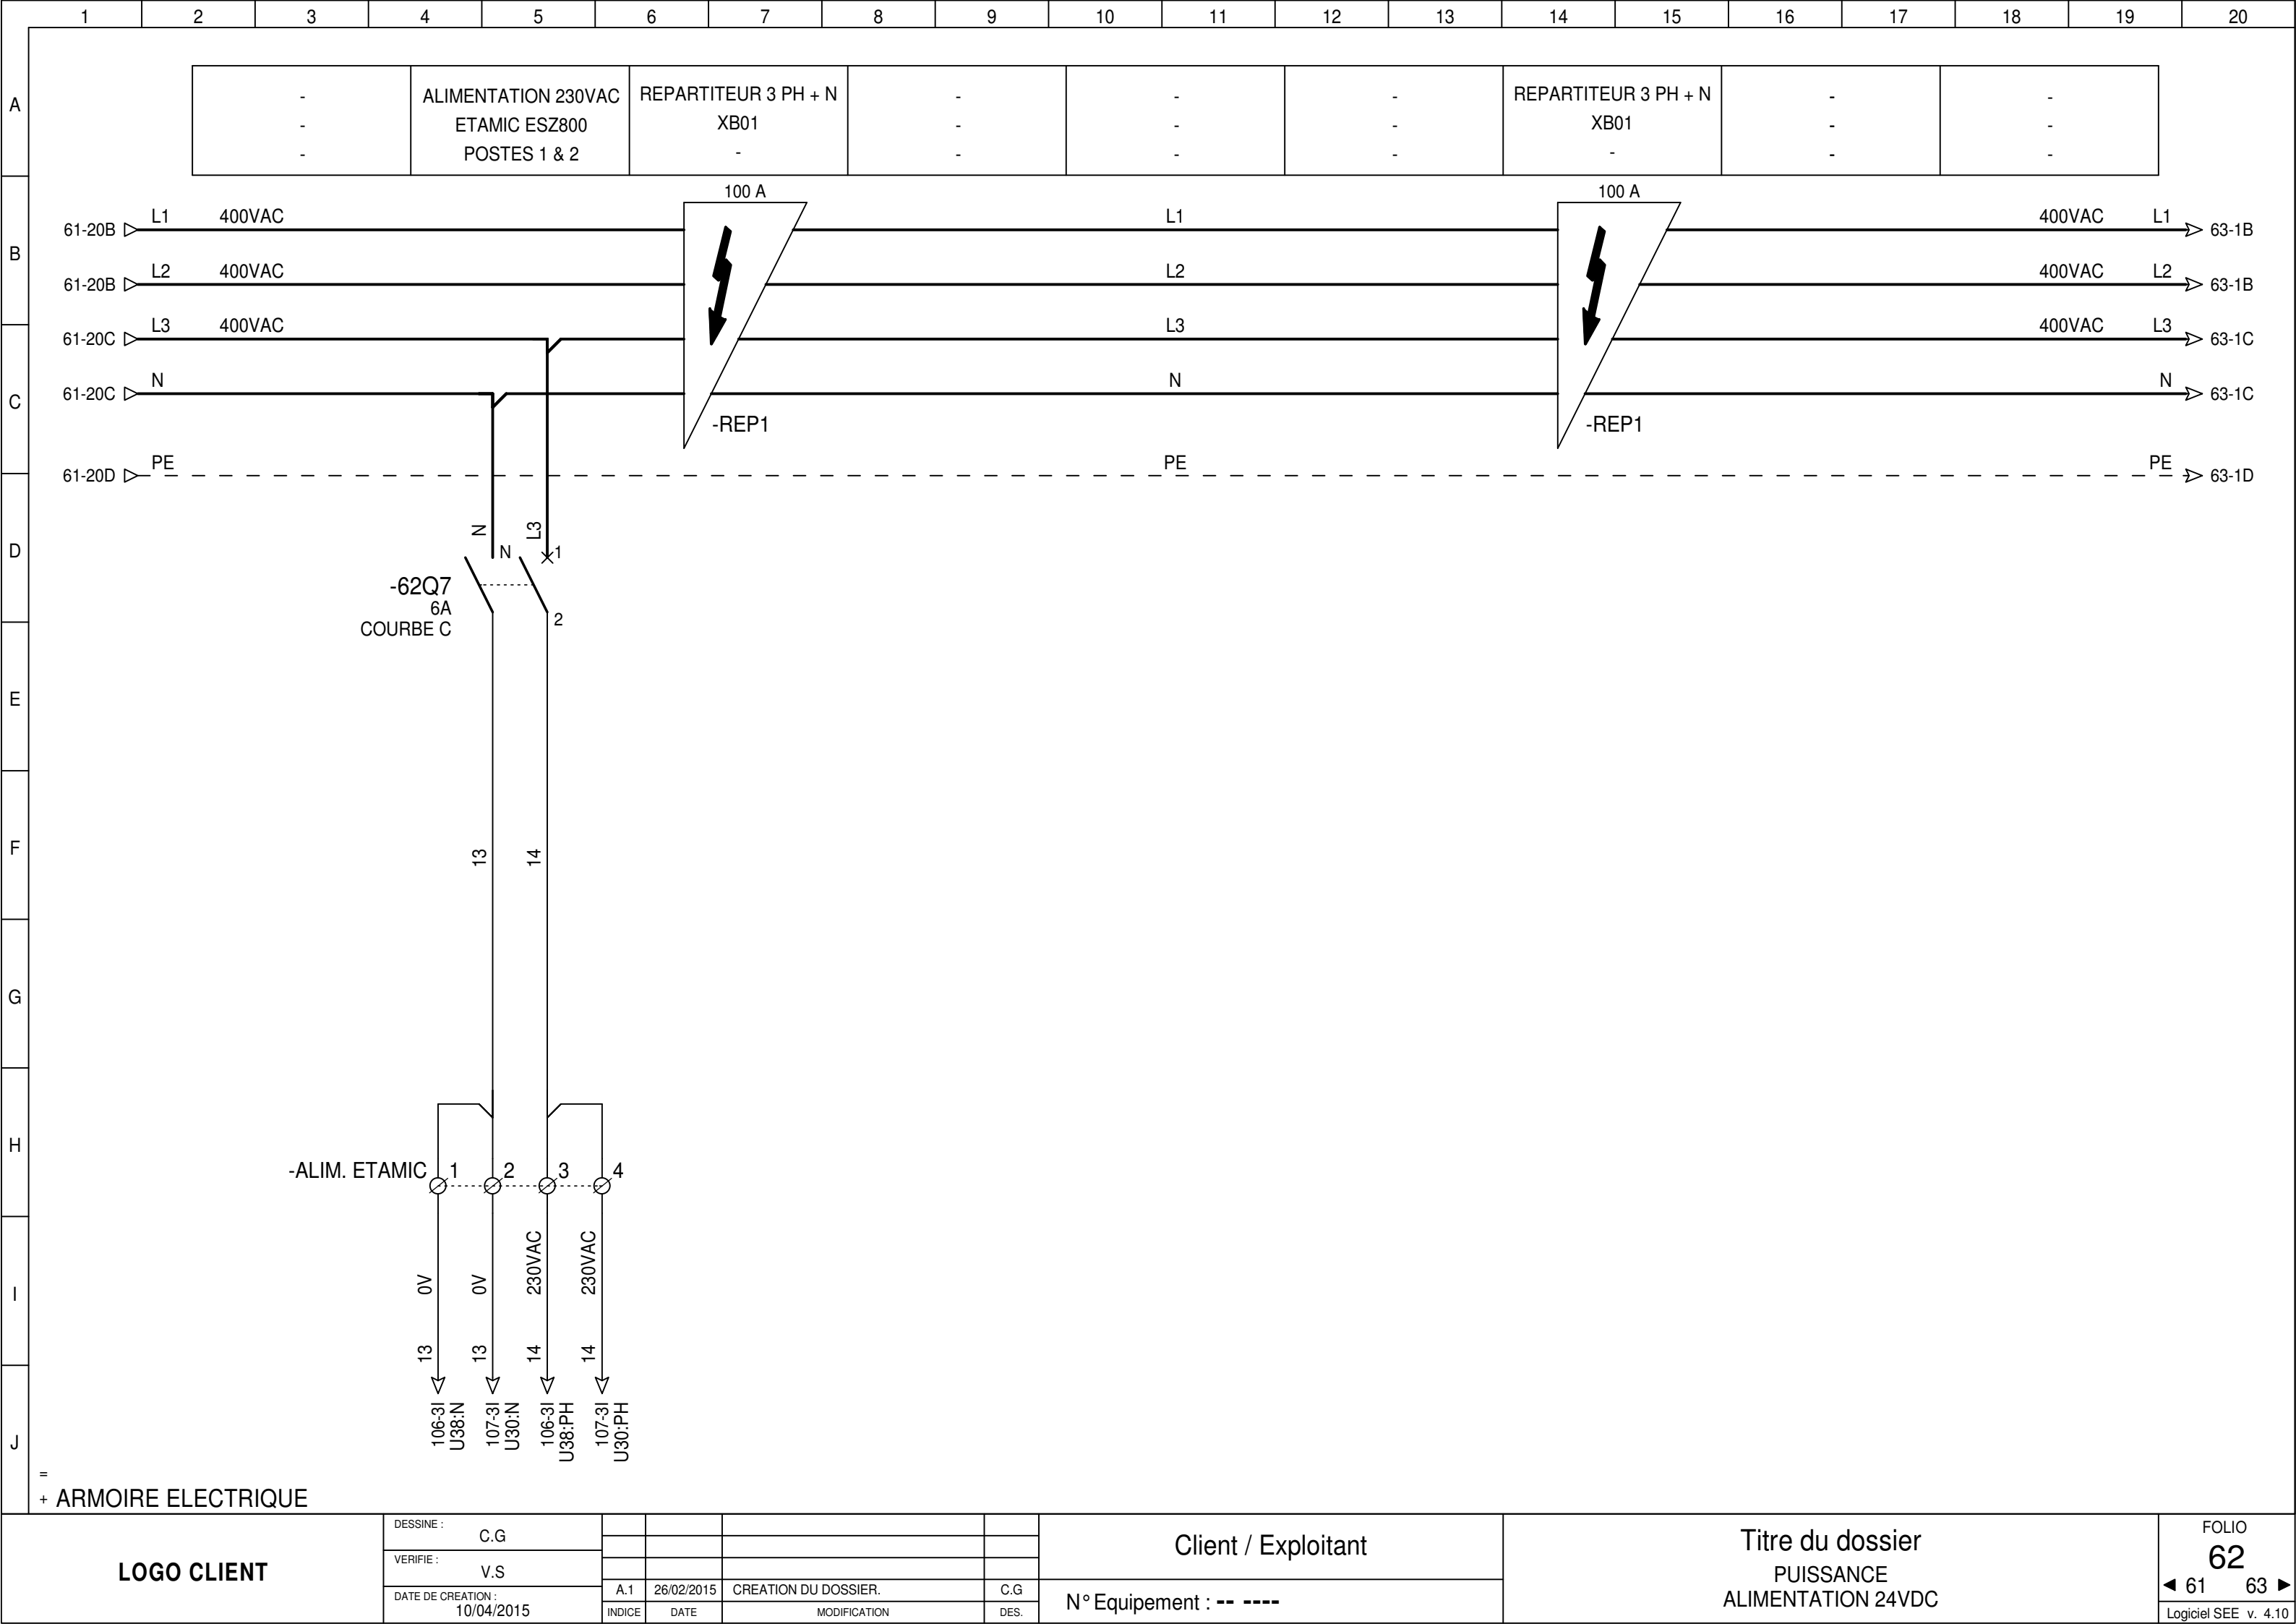 1 2 3 4 5 6 7 8 9 10 11 12 13 14 15 16 17 18 19 20
A
B
C
D
E
F
G
H
I
J
-
-
-
ALIMENTATION 230VAC
ETAMIC ESZ800
POSTES 1 & 2
REPARTITEUR 3 PH + N
XB01
-
-
-
-
-
-
-
-
-
-
REPARTITEUR 3 PH + N
XB01
-
-
-
-
-
-
-
100 A
100 A
61-20B L1 400VAC L1 400VAC L1 63-1B
61-20B L2 400VAC L2 400VAC L2 63-1B
61-20C L3 400VAC L3 400VAC L3 63-1C
61-20C N N N 63-1C
-REP1
-REP1
61-20D PE PE PE 63-1D
N
L3
N
1
-62Q7
6A
COURBE C
2
13
14
-ALIM. ETAMIC 1 2 3 4
0V
0V
230VAC
230VAC
13
13
14
14
106-3I
U38:N
107-3I
U30:N
106-3I
U38:PH
107-3I
U30:PH
=
+ ARMOIRE ELECTRIQUE
LOGO CLIENT
DESSINE :
C.G
VERIFIE :
V.S
DATE DE CREATION :
10/04/2015
A.1 26/02/2015 CREATION DU DOSSIER. C.G
INDICE DATE MODIFICATION DES.
Client / Exploitant
N° Equipement : -- ----
Titre du dossier
PUISSANCE
ALIMENTATION 24VDC
FOLIO
62
61 63
Logiciel SEE v. 4.10